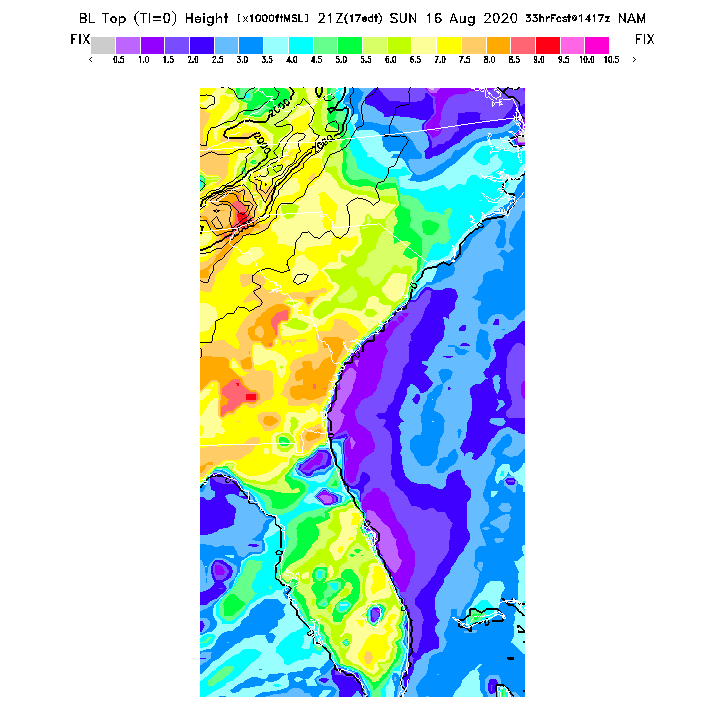 BL Top (TI=0) Height [x1000ftMSL] 21Z(17edt) SUN 16 Aug 2020 33hrFcst@1417z NAM
FIX FIX
< 0.5 1.0 1.5 2.0 2.5 3.0 3.5 4.0 4.5 5.0 5.5 6.0 6.5 7.0 7.5 8.0 8.5 9.0 9.5 10.0 10.5 >
2000
2000
2000